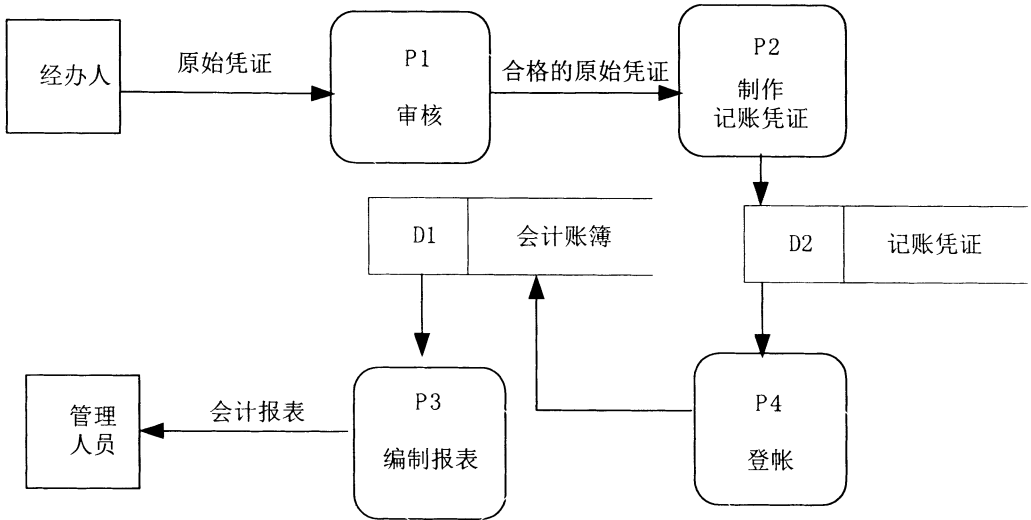 经办人
原始凭证
P1
审核
合格的原始凭证
P2
制作
记账凭证
D1
会计账簿
D2
记账凭证
管理
人员
会计报表
P3
编制报表
P4
登帐